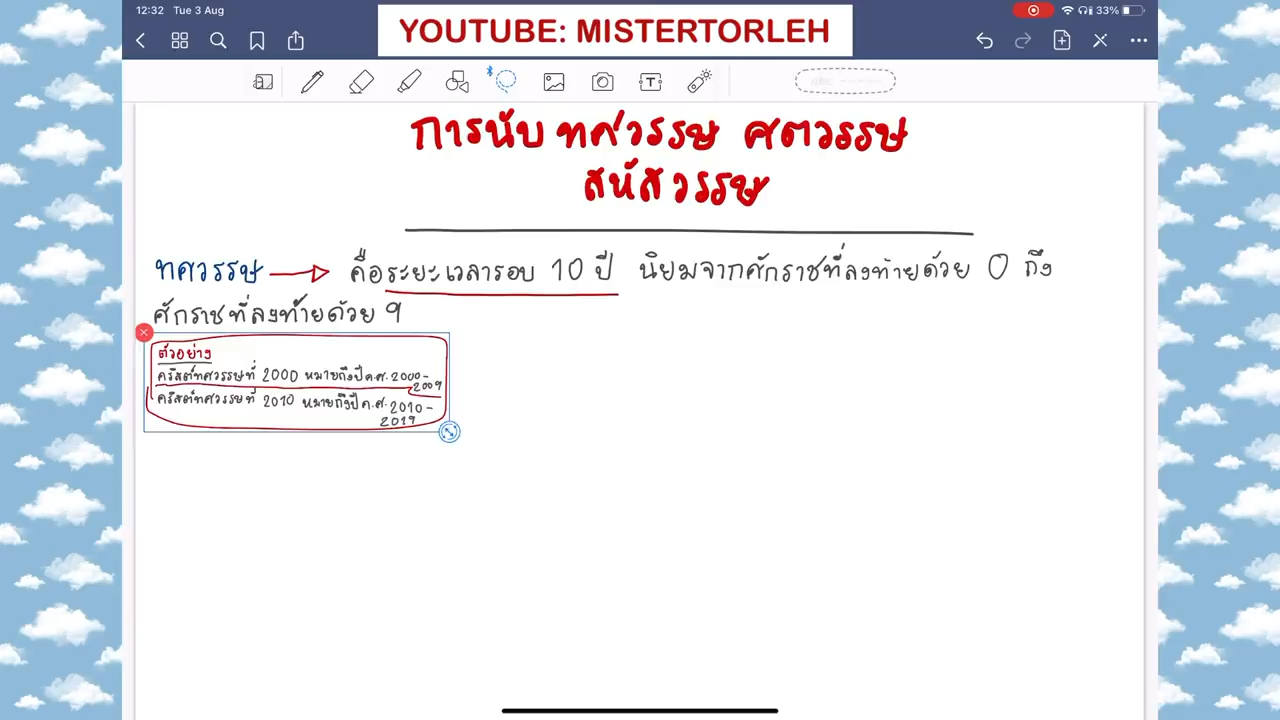 12:32 Tue 3 Aug
33%
YOUTUBE: MISTERTORLEH
การนับ ทศวรรษ ศตวรรษ
สหัสวรรษ
ทศวรรษ คือระยะเวลารอบ 10 ปี นิยมจากศักราชที่ลงท้ายด้วย 0 ถึง
ศักราชที่ลงท้ายด้วย 9
ตัวอย่าง
คริสต์ทศวรรษที่ 2000 หมายถึงปี ค.ศ. 2000-
2009
คริสต์ทศวรรษที่ 2010 หมายถึงปี ค.ศ. 2010-
2019